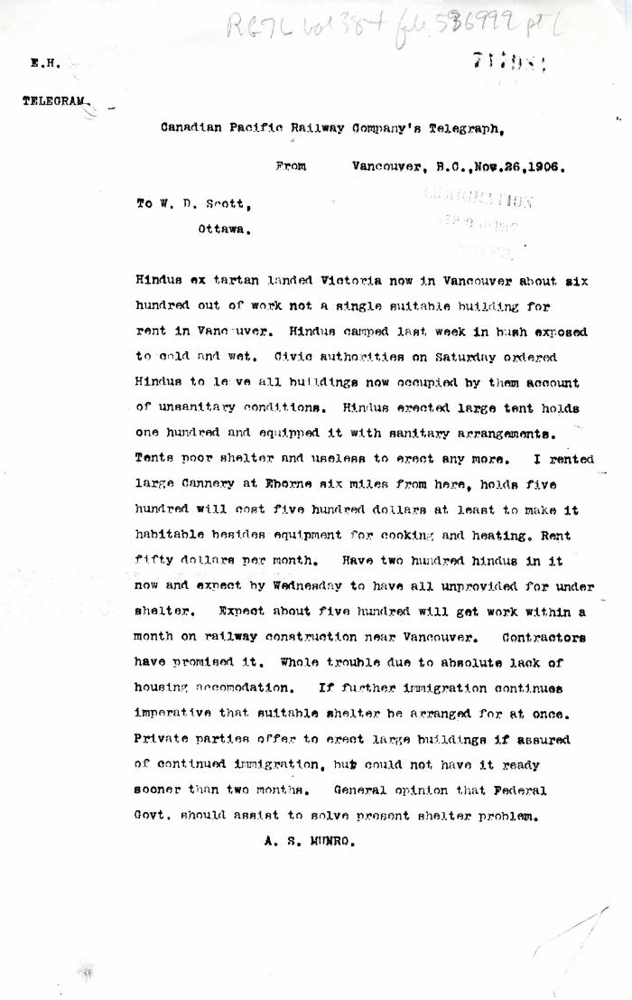 RG76 vol 384 file 536999 pt 1
E.H.
TELEGRAM.
Canadian Pacific Railway Company's Telegraph,
From Vancouver, B.C.,Nov.26,1906.
IMMIGRATION
To W. D. Scott,
Ottawa.
Hindus ex tartan landed Victoria now in Vancouver about six
hundred out of work not a single suitable building for
rent in Vanc uver. Hindus camped last week in bush exposed
to cold and wet. Civic authorities on Saturday ordered
Hindus to le ve all buildings now occupied by them account
of unsanitary conditions. Hindus erected large tent holds
one hundred and equipped it with sanitary arrangements.
Tents poor shelter and useless to erect any more. I rented
large Cannery at Eborne six miles from here, holds five
hundred will cost five hundred dollars at least to make it
habitable besides equipment for cooking and heating. Rent
fifty dollars per month. Have two hundred hindus in it
now and expect by Wednesday to have all unprovided for under
shelter. Expect about five hundred will get work within a
month on railway construction near Vancouver. Contractors
have promised it. Whole trouble due to absolute lack of
housing accomodation. If further immigration continues
imperative that suitable shelter be arranged for at once.
Private parties offer to erect large buildings if assured
of continued immigration, but could not have it ready
sooner than two months. General opinion that Federal
Govt. should assist to solve present shelter problem.
A. S. MUNRO.